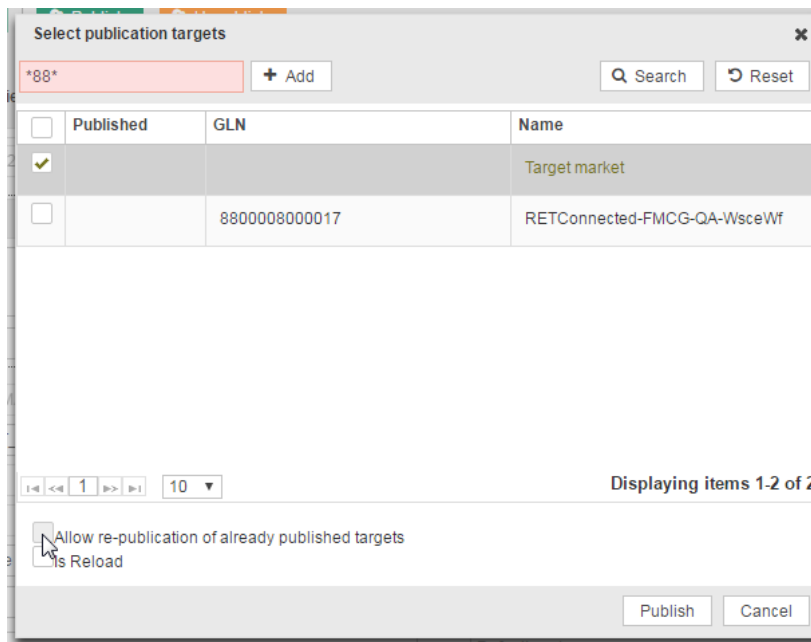 Select publication targets
*88*
Add
Search
Reset
Published
GLN
Name
Target market
8800008000017
RETConnected-FMCG-QA-WsceWf
1
10
Displaying items 1-2 of 2
Allow re-publication of already published targets
Is Reload
Publish
Cancel